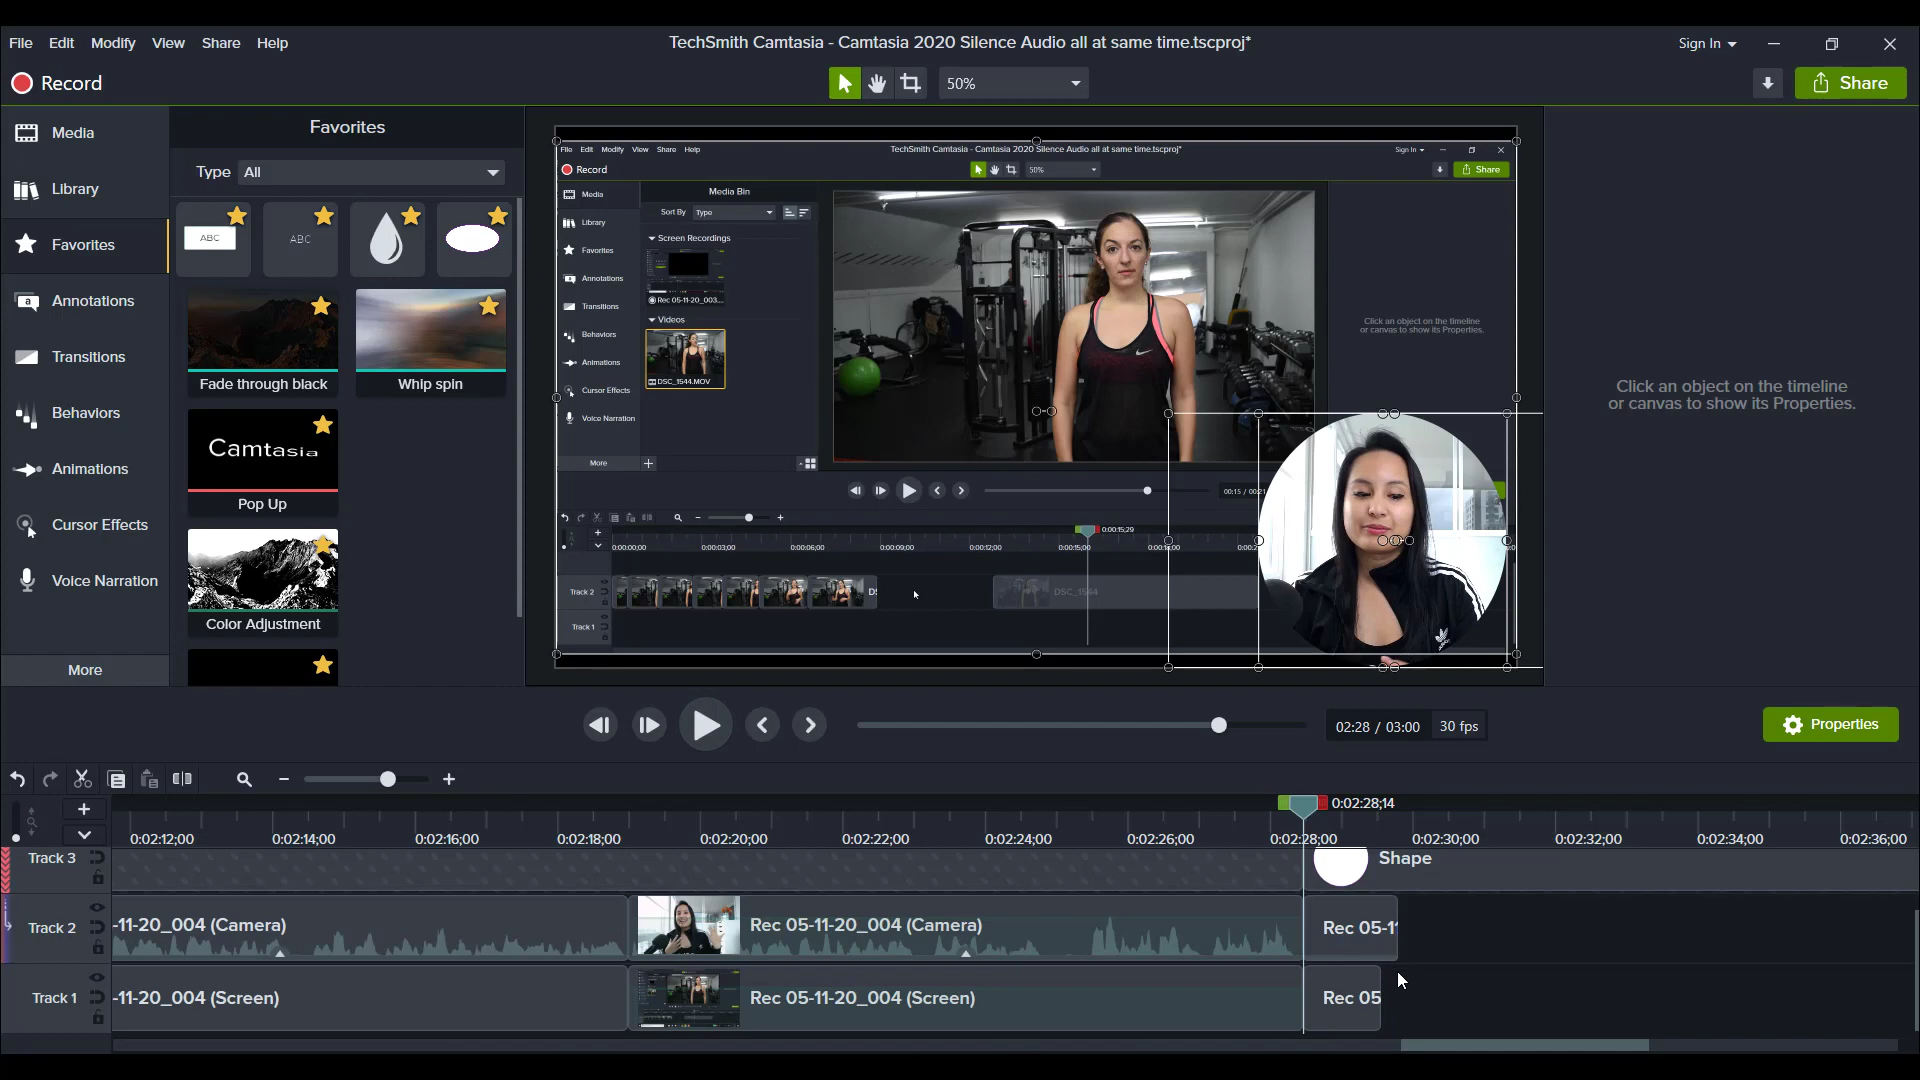 File Edit Modify View Share Help
TechSmith Camtasia - Camtasia 2020 Silence Audio all at same time.tscproj*
Sign In
Record
50%
Share
Media
Library
Favorites
Annotations
Transitions
Behaviors
Animations
Cursor Effects
Voice Narration
More
Favorites
Type All
ABC
ABC
Fade through black
Whip spin
Camtasia
Pop Up
Color Adjustment
File Edit Modify View Share Help
TechSmith Camtasia - Camtasia 2020 Silence Audio all at same time.tscproj*
Sign In
Record
50%
Share
Media
Library
Favorites
Annotations
Transitions
Behaviors
Animations
Cursor Effects
Voice Narration
More
Media Bin
Sort By Type
Screen Recordings
Rec 05-11-20_003...
Videos
DSC_1544.MOV
Click an object on the timeline
or canvas to show its Properties.
00:15 / 00:21
0:00:15;29
0:00:00;00 0:00:03;00 0:00:06;00 0:00:09;00 0:00:12;00 0:00:15;00
Track 2
DSC_1544
Track 1
Click an object on the timeline
or canvas to show its Properties.
02:28 / 03:00 30 fps
Properties
0:02:28;14
0:02:12;00 0:02:14;00 0:02:16;00 0:02:18;00 0:02:20;00 0:02:22;00 0:02:24;00 0:02:26;00 0:02:28;00 0:02:30;00 0:02:32;00 0:02:34;00 0:02:36;00
Track 3
Shape
Track 2
-11-20_004 (Camera)
Rec 05-11-20_004 (Camera)
Rec 05-11
Track 1
-11-20_004 (Screen)
Rec 05-11-20_004 (Screen)
Rec 05